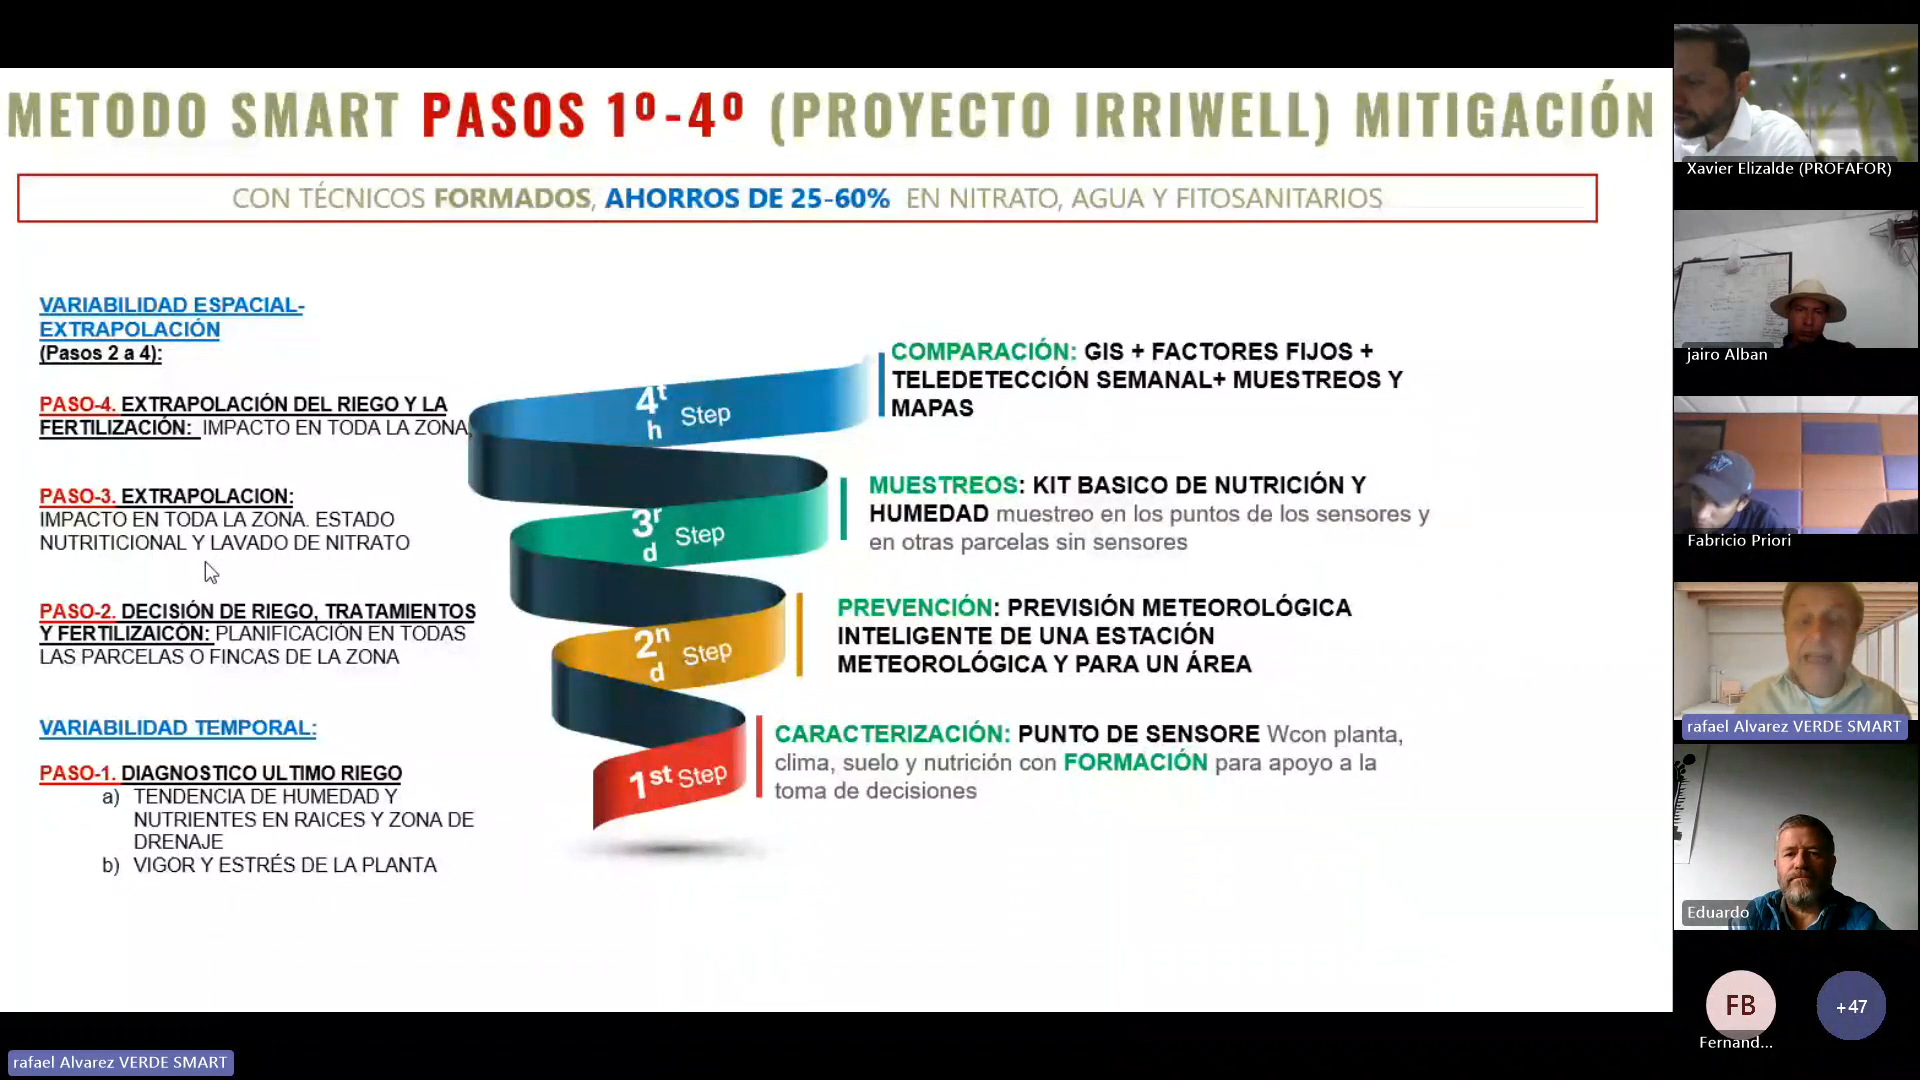 METODO SMART PASOS 1º-4º (PROYECTO IRRIWELL) MITIGACIÓN
CON TÉCNICOS FORMADOS, AHORROS DE 25-60% EN NITRATO, AGUA Y FITOSANITARIOS
VARIABILIDAD ESPACIAL-
EXTRAPOLACIÓN
(Pasos 2 a 4):
PASO-4. EXTRAPOLACIÓN DEL RIEGO Y LA
FERTILIZACIÓN: IMPACTO EN TODA LA ZONA.
PASO-3. EXTRAPOLACION:
IMPACTO EN TODA LA ZONA. ESTADO
NUTRITICIONAL Y LAVADO DE NITRATO
PASO-2. DECISIÓN DE RIEGO, TRATAMIENTOS
Y FERTILIZAICÓN: PLANIFICACIÓN EN TODAS
LAS PARCELAS O FINCAS DE LA ZONA
VARIABILIDAD TEMPORAL:
PASO-1. DIAGNOSTICO ULTIMO RIEGO
a) TENDENCIA DE HUMEDAD Y
NUTRIENTES EN RAICES Y ZONA DE
DRENAJE
b) VIGOR Y ESTRÉS DE LA PLANTA
4th Step
3rd Step
2nd Step
1st Step
COMPARACIÓN: GIS + FACTORES FIJOS +
TELEDETECCIÓN SEMANAL+ MUESTREOS Y
MAPAS
MUESTREOS: KIT BASICO DE NUTRICIÓN Y
HUMEDAD muestreo en los puntos de los sensores y
en otras parcelas sin sensores
PREVENCIÓN: PREVISIÓN METEOROLÓGICA
INTELIGENTE DE UNA ESTACIÓN
METEOROLÓGICA Y PARA UN ÁREA
CARACTERIZACIÓN: PUNTO DE SENSORE Wcon planta,
clima, suelo y nutrición con FORMACIÓN para apoyo a la
toma de decisiones
Xavier Elizalde (PROFAFOR)
jairo Alban
Fabricio Priori
rafael Alvarez VERDE SMART
Eduardo
FB
Fernand...
+47
rafael Alvarez VERDE SMART